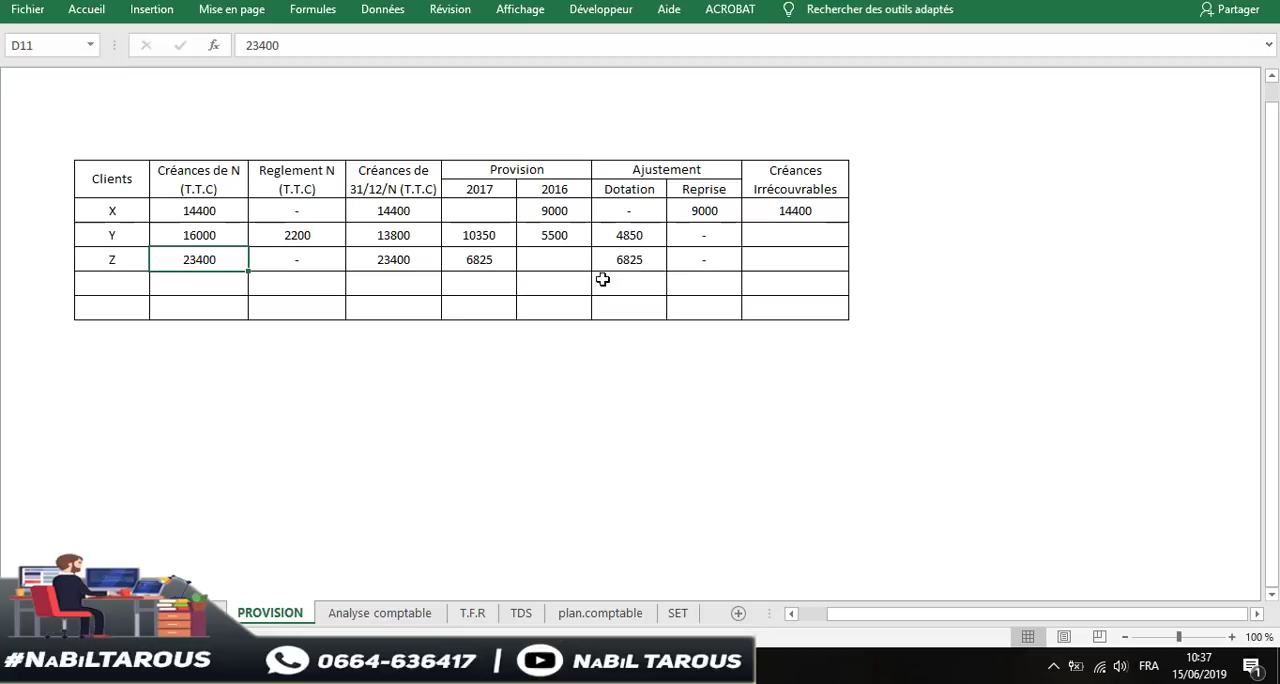 Fichier Accueil Insertion Mise en page Formules Données Révision Affichage Développeur Aide ACROBAT Rechercher des outils adaptés Partager
D11 fx 23400
Clients Créances de N (T.T.C) Reglement N (T.T.C) Créances de 31/12/N (T.T.C) Provision Ajustement Créances Irrécouvrables
2017 2016 Dotation Reprise
X 14400 - 14400 9000 - 9000 14400
Y 16000 2200 13800 10350 5500 4850 -
Z 23400 - 23400 6825 6825 -
PROVISION Analyse comptable T.F.R TDS plan.comptable SET
100 %
#NABILTAROUS 0664-636417 | NABIL TAROUS
FRA 10:37
15/06/2019 1